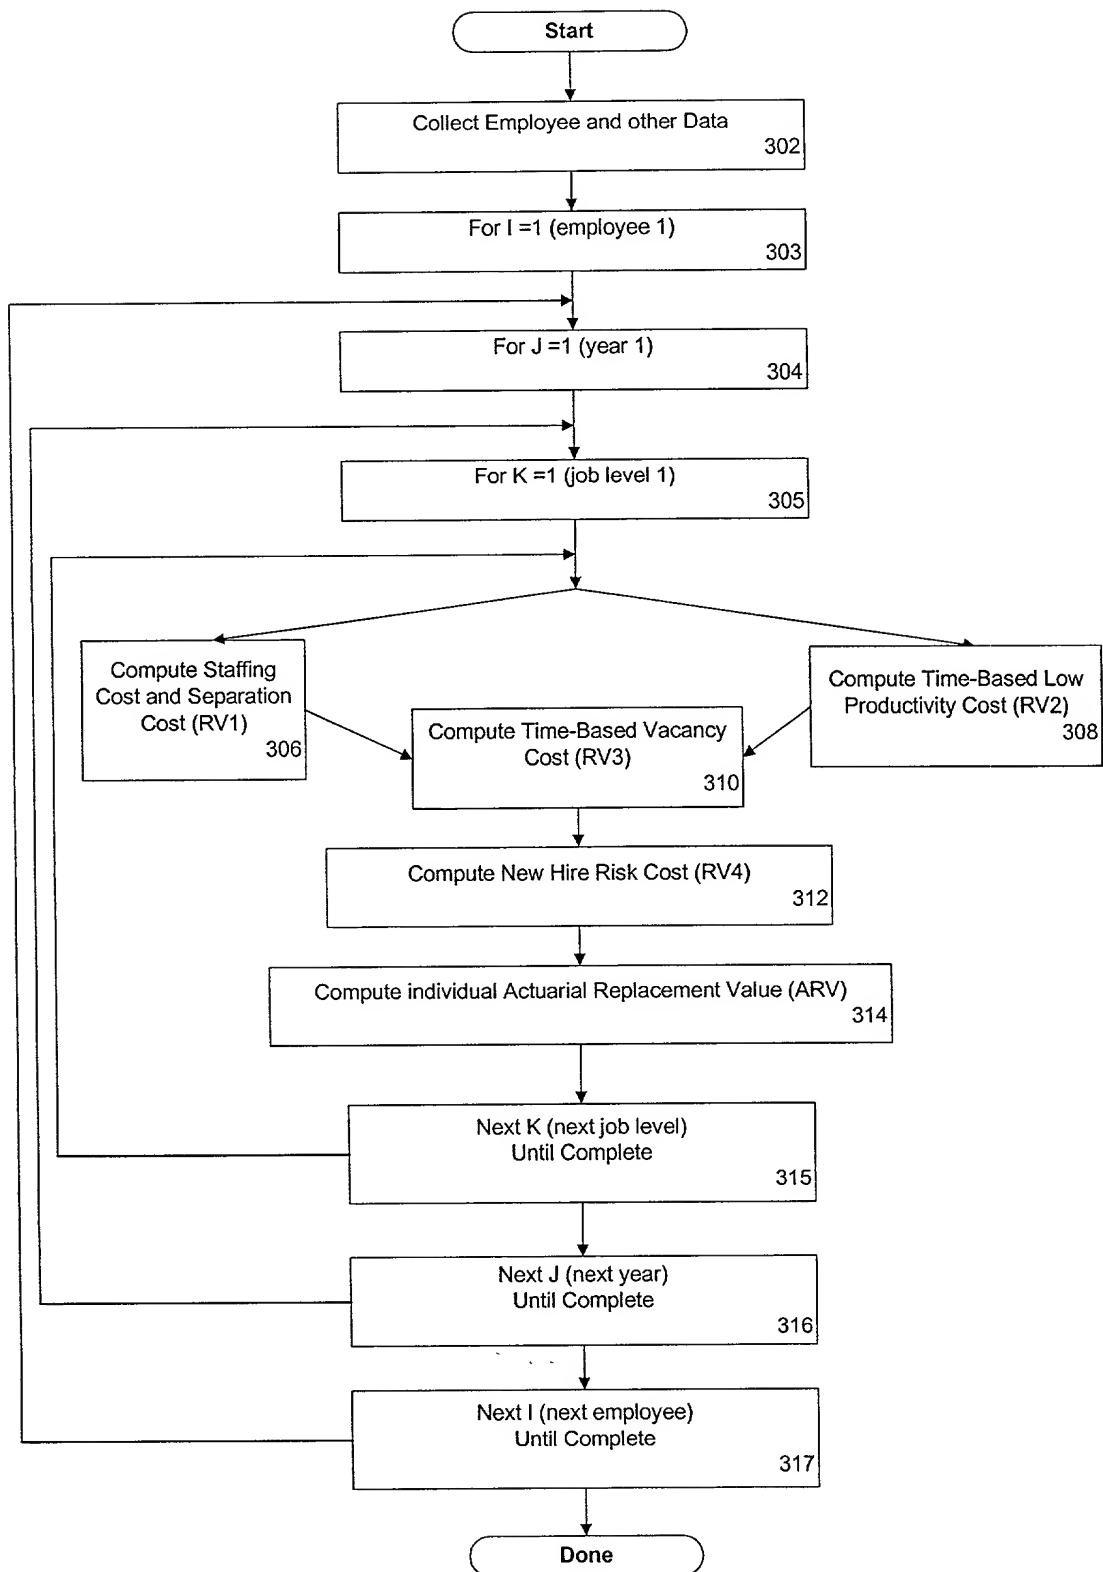 Start
Collect Employee and other Data
302
For I =1 (employee 1)
303
For J =1 (year 1)
304
For K =1 (job level 1)
305
Compute Staffing
Cost and Separation
Cost (RV1)
306
Compute Time-Based Low
Productivity Cost (RV2)
308
Compute Time-Based Vacancy
Cost (RV3)
310
Compute New Hire Risk Cost (RV4)
312
Compute individual Actuarial Replacement Value (ARV)
314
Next K (next job level)
Until Complete
315
Next J (next year)
Until Complete
316
Next I (next employee)
Until Complete
317
Done